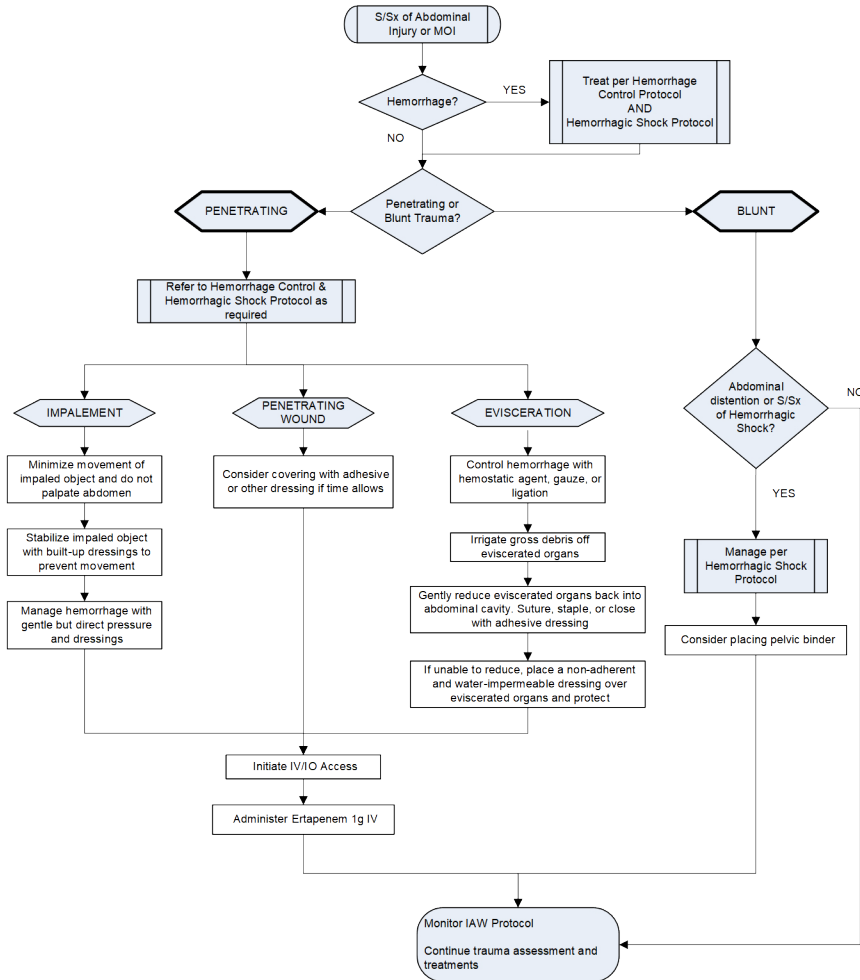 S/Sx of Abdominal
Injury or MOI
Hemorrhage?
YES
Treat per Hemorrhage
Control Protocol
AND
Hemorrhagic Shock Protocol
NO
Penetrating or
Blunt Trauma?
PENETRATING
BLUNT
Refer to Hemorrhage Control &
Hemorrhagic Shock Protocol as
required
IMPALEMENT
PENETRATING
WOUND
EVISCERATION
Abdominal
distention or S/Sx
of Hemorrhagic
Shock?
NO
Minimize movement of
impaled object and do not
palpate abdomen
Consider covering with adhesive
or other dressing if time allows
Control hemorrhage with
hemostatic agent, gauze, or
ligation
YES
Stabilize impaled object
with built-up dressings to
prevent movement
Irrigate gross debris off
eviscerated organs
Manage per
Hemorrhagic Shock
Protocol
Manage hemorrhage with
gentle but direct pressure
and dressings
Gently reduce eviscerated organs back into
abdominal cavity. Suture, staple, or close
with adhesive dressing
Consider placing pelvic binder
If unable to reduce, place a non-adherent
and water-impermeable dressing over
eviscerated organs and protect
Initiate IV/IO Access
Administer Ertapenem 1g IV
Monitor IAW Protocol
Continue trauma assessment and
treatments